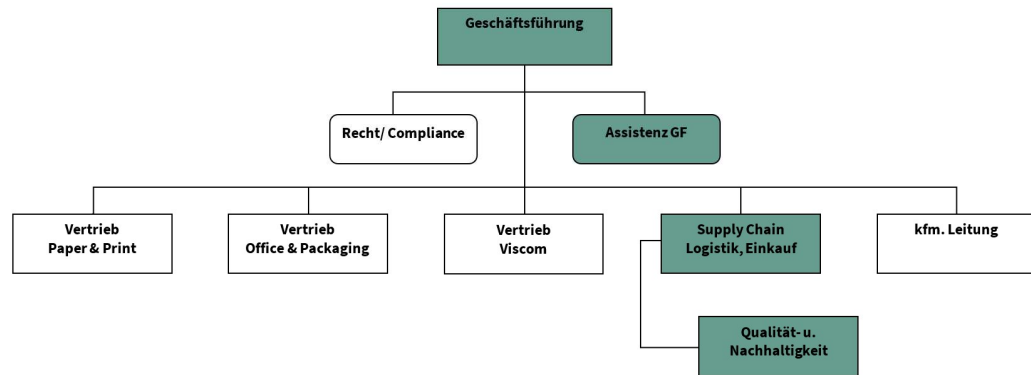 Geschäftsführung
Recht/ Compliance
Assistenz GF
Vertrieb
Paper & Print
Vertrieb
Office & Packaging
Vertrieb
Viscom
Supply Chain
Logistik, Einkauf
kfm. Leitung
Qualität- u.
Nachhaltigkeit